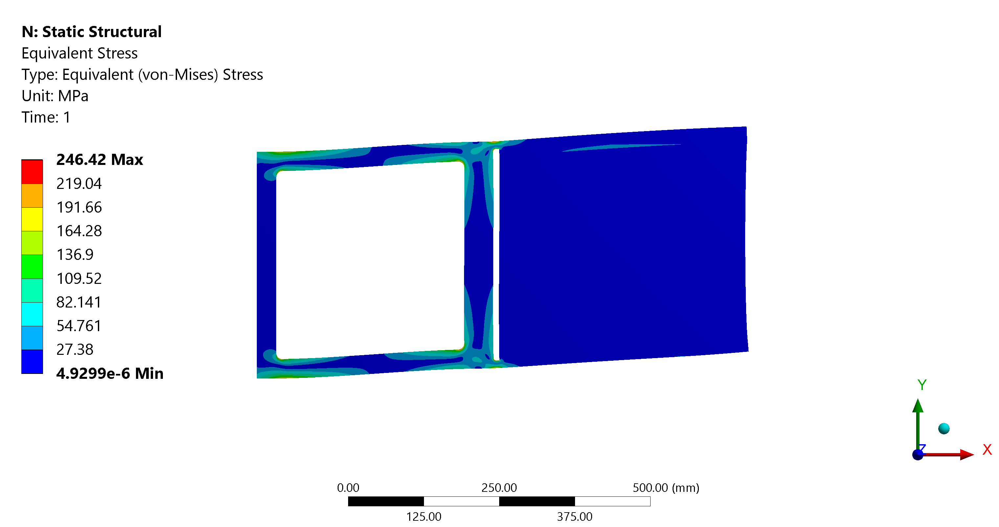 N: Static Structural
Equivalent Stress
Type: Equivalent (von-Mises) Stress
Unit: MPa
Time: 1
246.42 Max
219.04
191.66
164.28
136.9
109.52
82.141
54.761
27.38
4.9299e-6 Min
Y
Z
X
0.00 250.00 500.00 (mm)
125.00 375.00